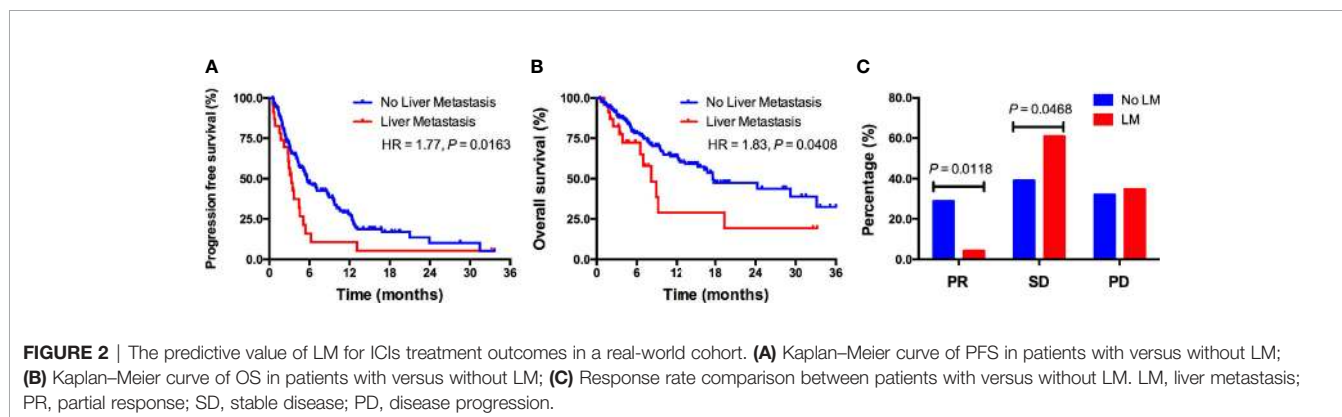 A
B
C
Progression free survival (%)
100.0
75.0
50.0
25.0
0.0
0 6 12 18 24 30 36
Time (months)
No Liver Metastasis
Liver Metastasis
HR = 1.77, P = 0.0163
Overall survival (%)
100.0
75.0
50.0
25.0
0.0
0 6 12 18 24 30 36
Time (months)
No Liver Metastasis
Liver Metastasis
HR = 1.83, P = 0.0408
Percentage (%)
80.0
60.0
40.0
20.0
0.0
P = 0.0118
P = 0.0468
No LM
LM
PR SD PD
FIGURE 2 | The predictive value of LM for ICIs treatment outcomes in a real-world cohort. (A) Kaplan–Meier curve of PFS in patients with versus without LM;
(B) Kaplan–Meier curve of OS in patients with versus without LM; (C) Response rate comparison between patients with versus without LM. LM, liver metastasis;
PR, partial response; SD, stable disease; PD, disease progression.